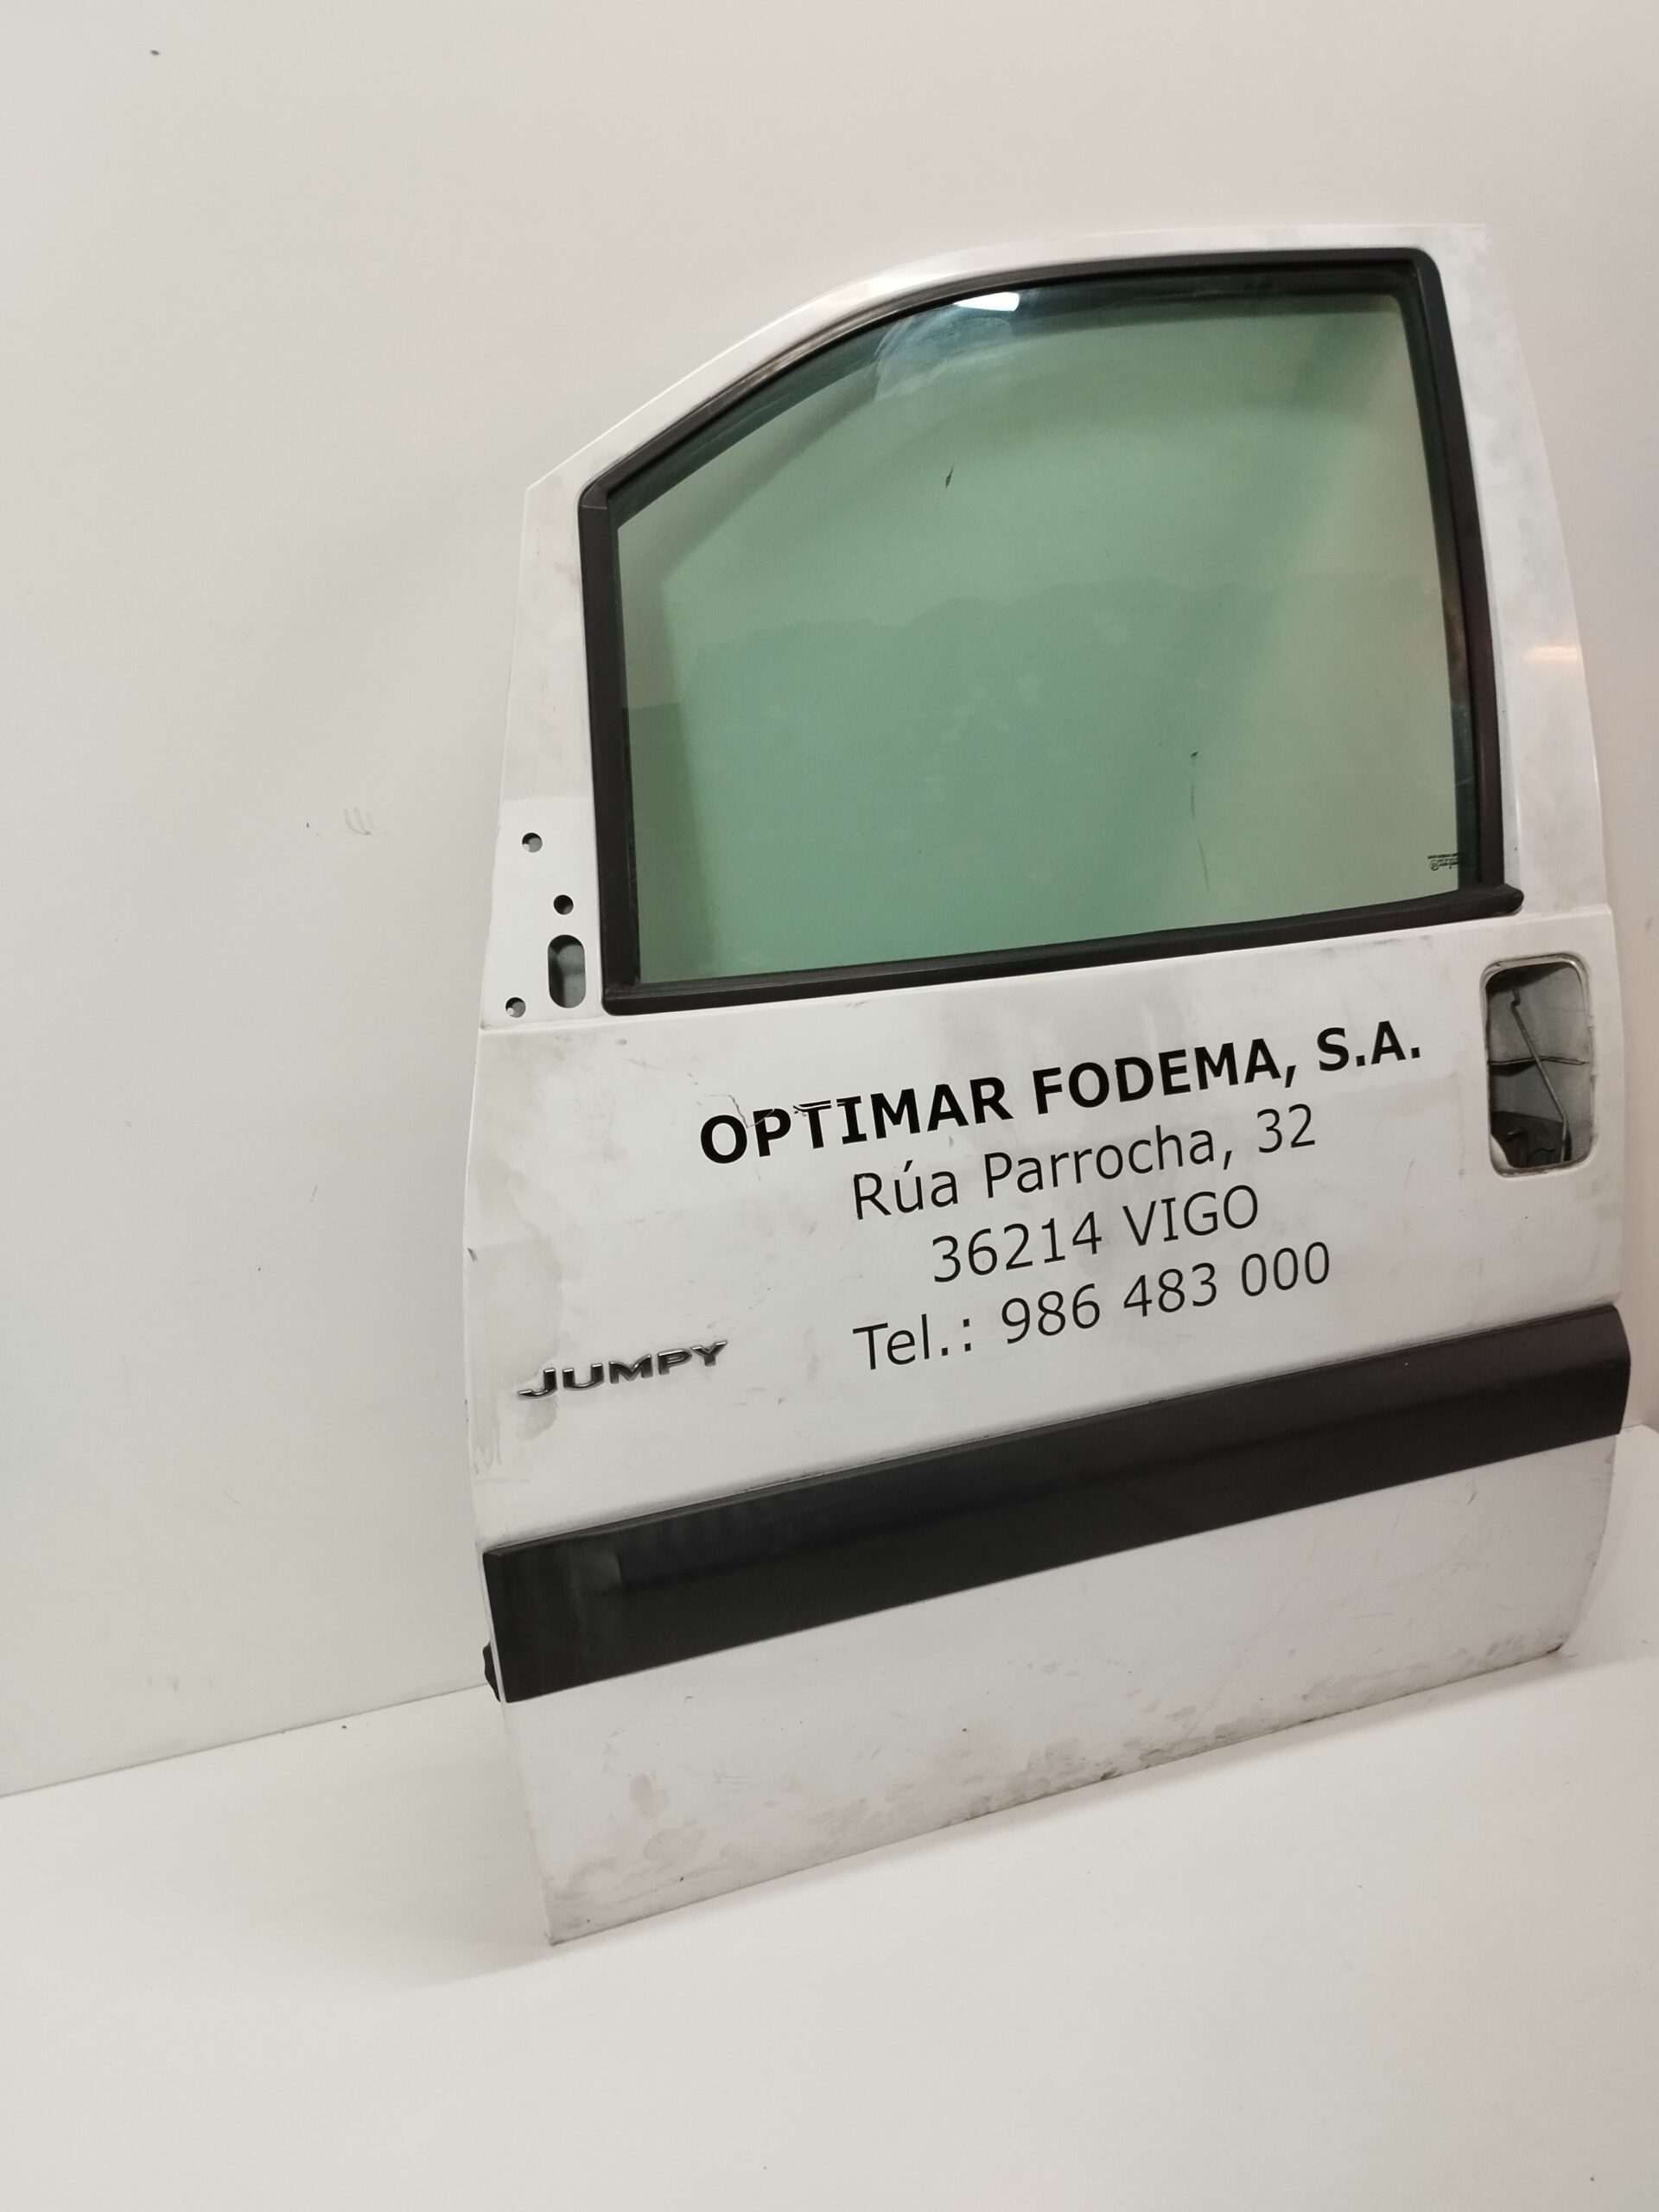 OPTIMAR FODEMA, S.A.
Rúa Parrocha, 32
36214 VIGO
Tel.: 986 483 000
JUMPY